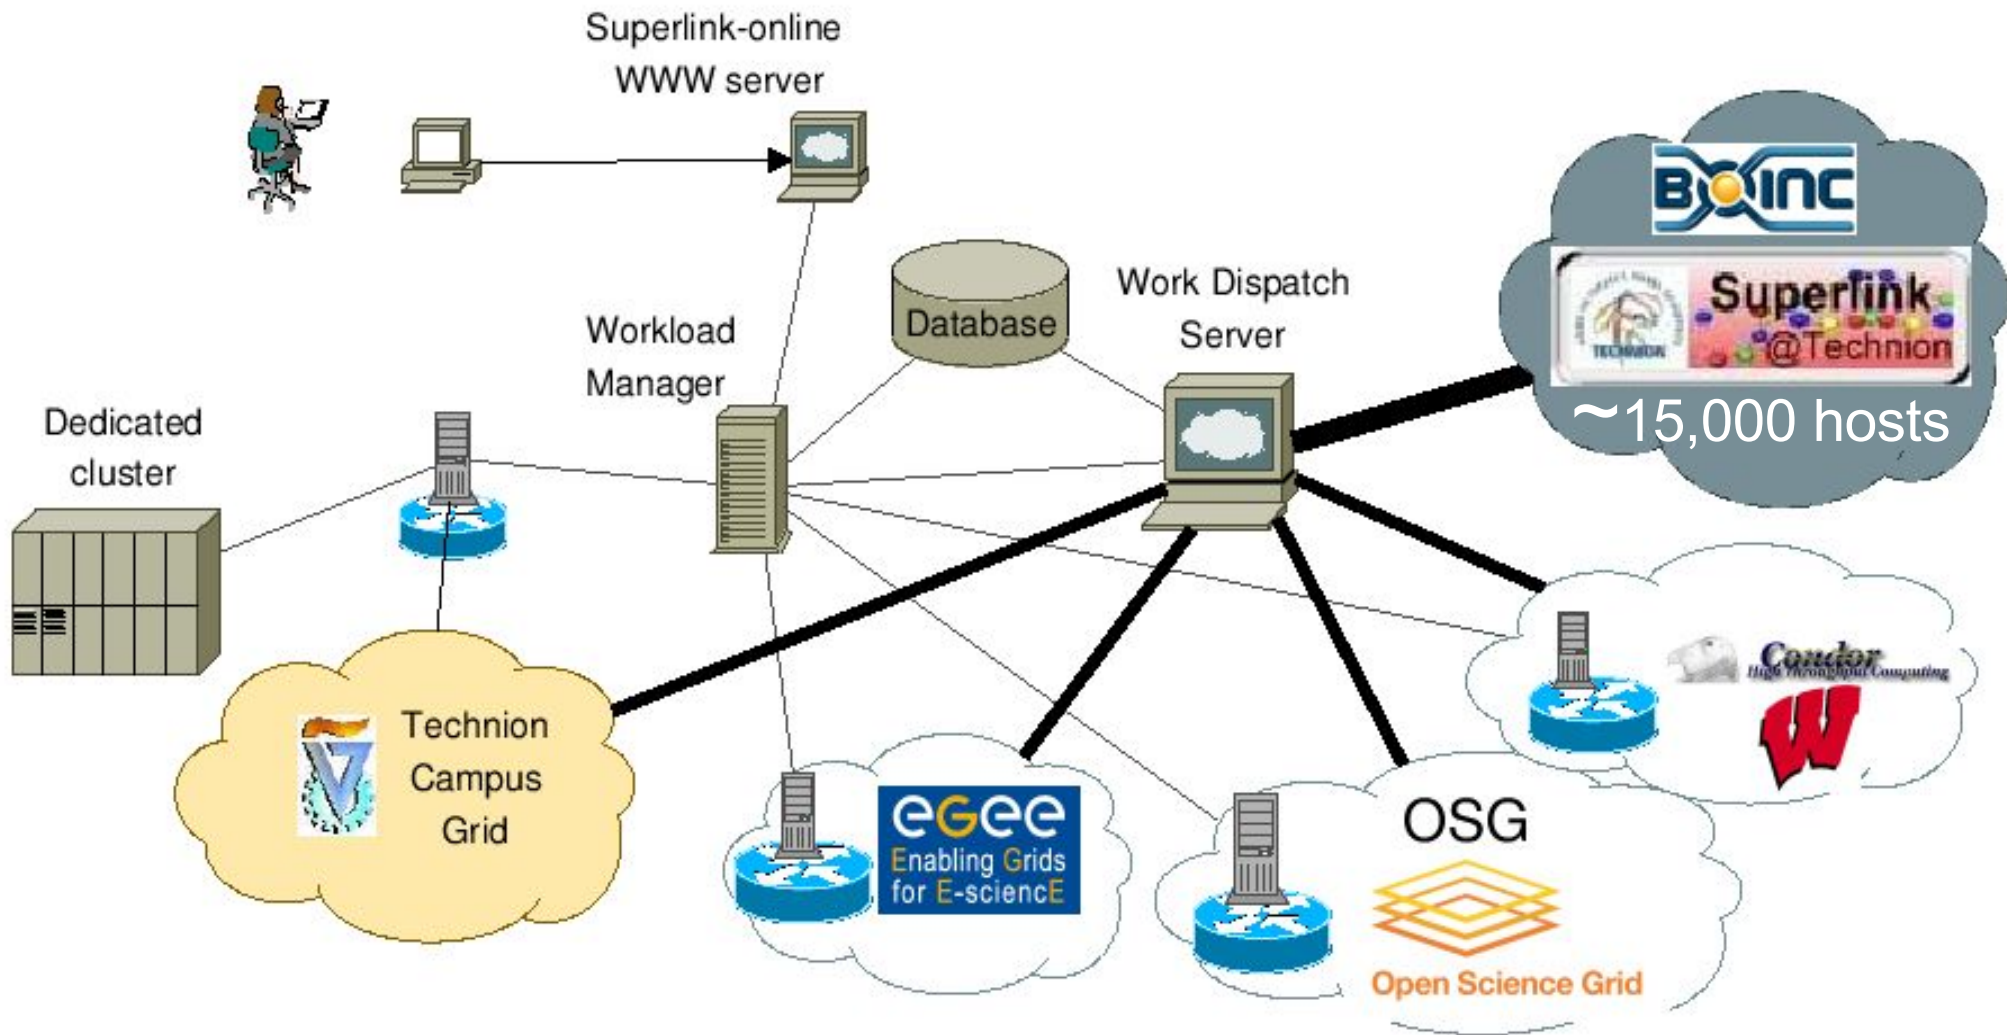 Superlink-online
WWW server
Workload
Manager
Database
Work Dispatch
Server
BOINC
Superlink
@Technion
TECHNION
~15,000 hosts
Dedicated
cluster
Technion
Campus
Grid
egee
Enabling Grids
for E-sciencE
OSG
Open Science Grid
Condor
High Throughput Computing
W